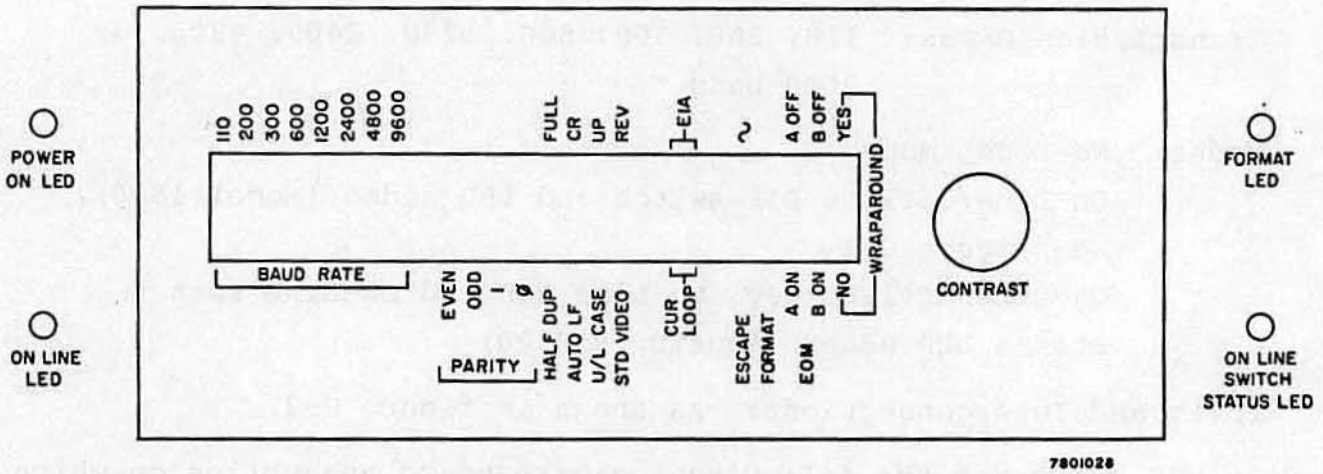 110
200
300
600
1200
2400
4800
9600
FULL
CR
UP
REV
EIA
~
A OFF
B OFF
YES
POWER
ON LED
FORMAT
LED
WRAPAROUND
BAUD RATE
EVEN
ODD
1
0
PARITY
HALF DUP
AUTO LF
U/L CASE
STD VIDEO
CUR
LOOP
ESCAPE
FORMAT
A ON
B ON
NO
EOM
CONTRAST
ON LINE
LED
ON LINE
SWITCH
STATUS LED
7801028